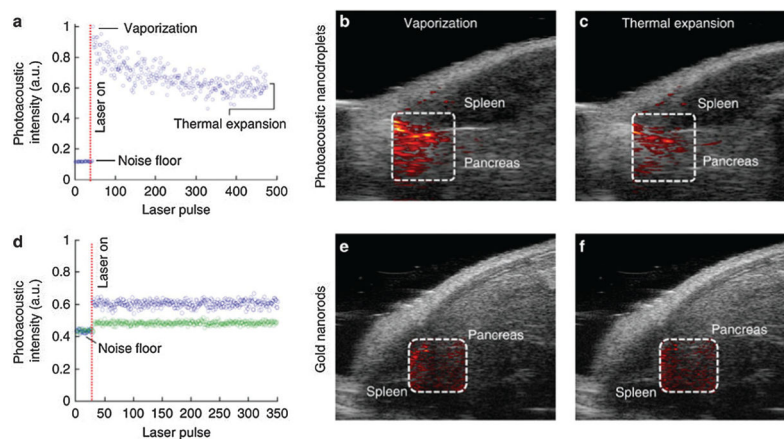 a
Photoacoustic
intensity (a.u.)
1
0.8
0.6
0.4
0.2
0
Vaporization
Laser on
Thermal expansion
Noise floor
0 100 200 300 400 500
Laser pulse
Photoacoustic nanodroplets
b
Vaporization
Spleen
Pancreas
c
Thermal expansion
Spleen
Pancreas
d
Photoacoustic
intensity (a.u.)
1
0.8
0.6
0.4
0.2
0
Laser on
Noise floor
0 50 100 150 200 250 300 350
Laser pulse
Gold nanorods
e
Pancreas
Spleen
f
Pancreas
Spleen